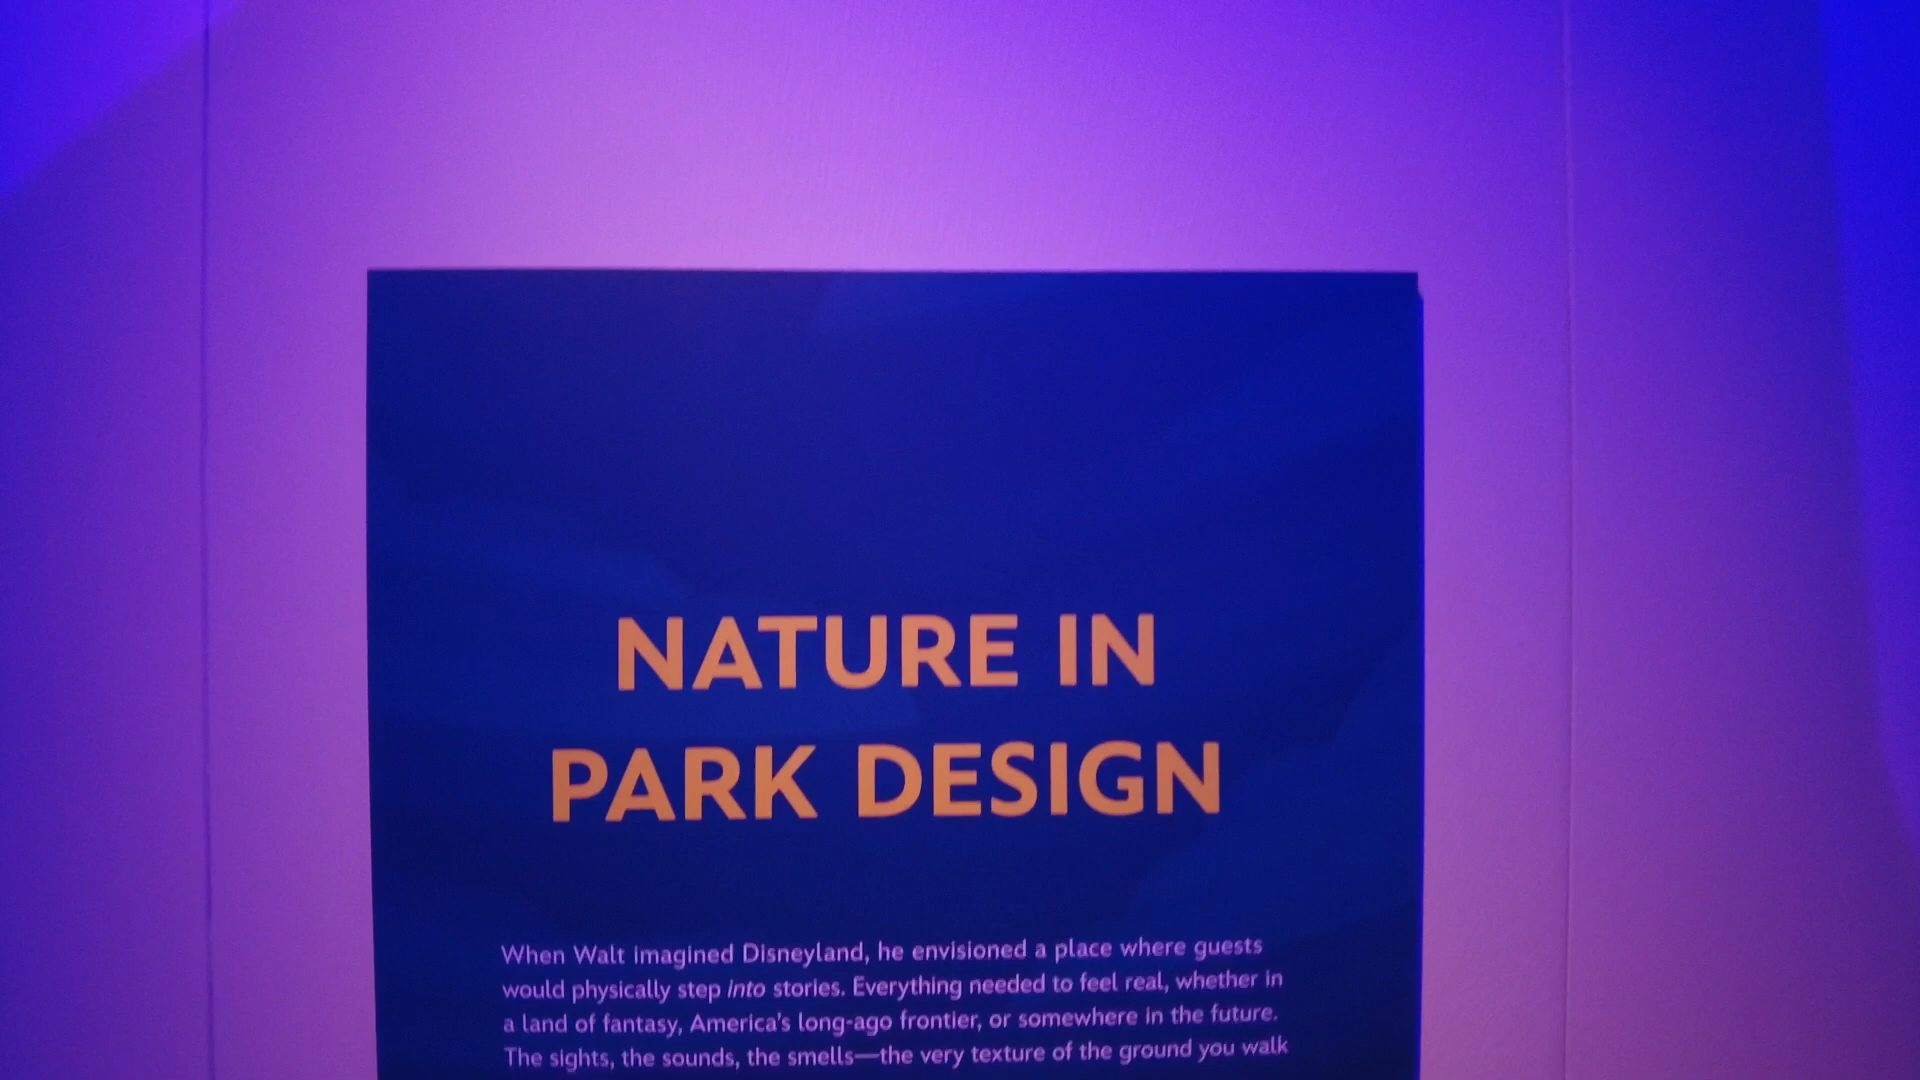 NATURE IN
PARK DESIGN
When Walt imagined Disneyland, he envisioned a place where guests
would physically step into stories. Everything needed to feel real, whether in
a land of fantasy, America's long-ago frontier, or somewhere in the future.
The sights, the sounds, the smells—the very texture of the ground you walk